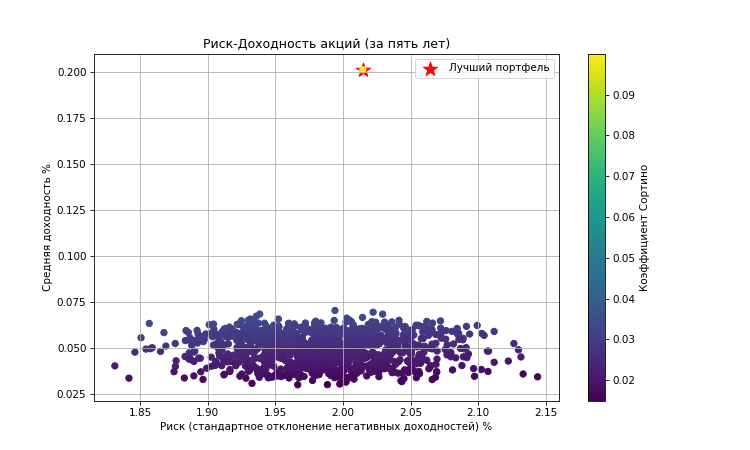 Риск-Доходность акций (за пять лет)
Лучший портфель
Средняя доходность %
0.200
0.175
0.150
0.125
0.100
0.075
0.050
0.025
1.85 1.90 1.95 2.00 2.05 2.10 2.15
Риск (стандартное отклонение негативных доходностей) %
0.09
0.08
0.07
0.06
0.05
0.04
0.03
0.02
Коэффициент Сортино